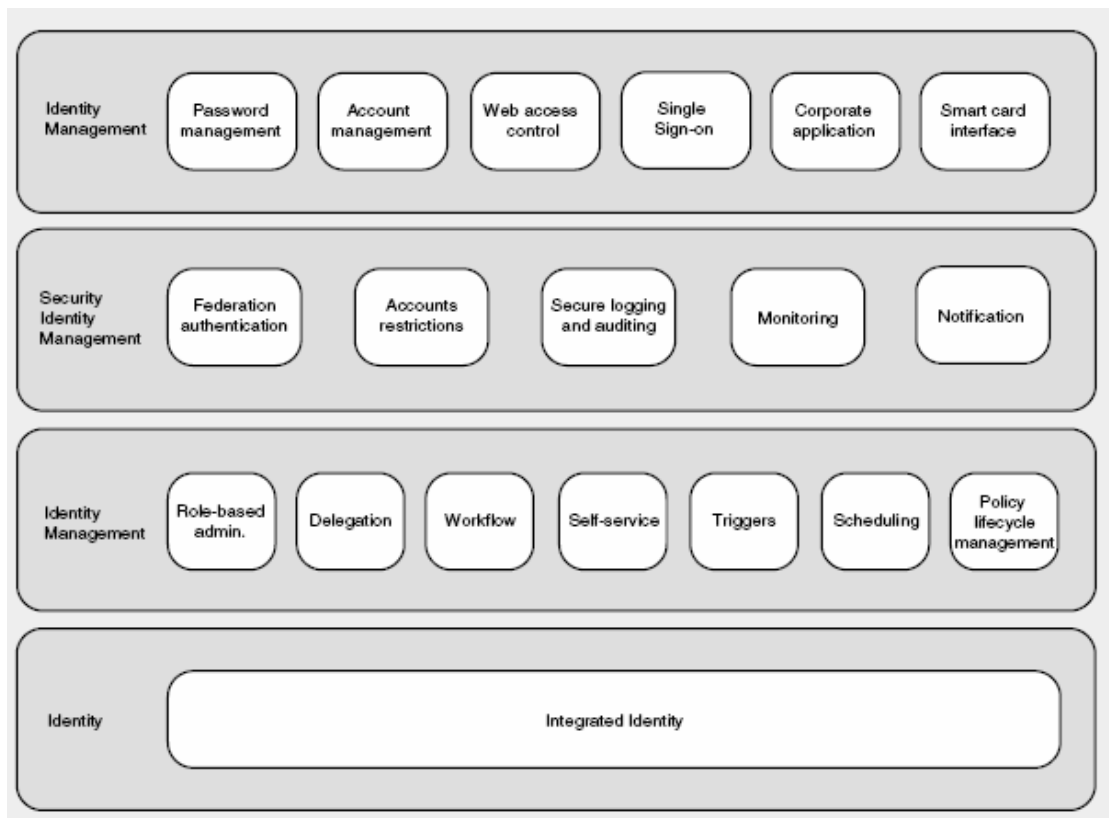 Identity
Management
Password
management
Account
management
Web access
control
Single
Sign-on
Corporate
application
Smart card
interface
Security
Identity
Management
Federation
authentication
Accounts
restrictions
Secure logging
and auditing
Monitoring
Notification
Identity
Management
Role-based
admin.
Delegation
Workflow
Self-service
Triggers
Scheduling
Policy
lifecycle
management
Identity
Integrated Identity